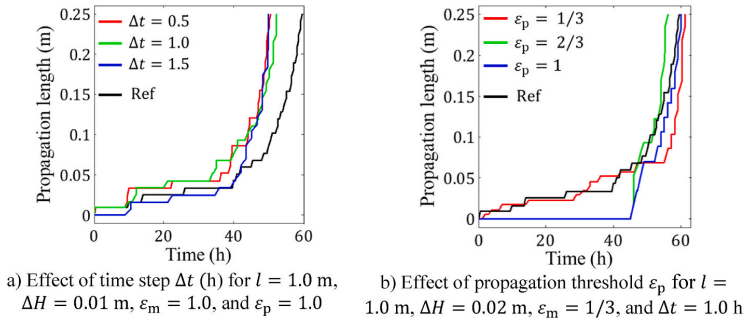 Propagation length (m)
0.25
0.2
0.15
0.1
0.05
0
0 20 40 60
Time (h)
Δt = 0.5
Δt = 1.0
Δt = 1.5
Ref
a) Effect of time step Δt (h) for l = 1.0 m,
ΔH = 0.01 m, εm = 1.0, and εp = 1.0
Propagation length (m)
0.25
0.2
0.15
0.1
0.05
0
0 20 40 60
Time (h)
εp = 1/3
εp = 2/3
εp = 1
Ref
b) Effect of propagation threshold εp for l =
1.0 m, ΔH = 0.02 m, εm = 1/3, and Δt = 1.0 h